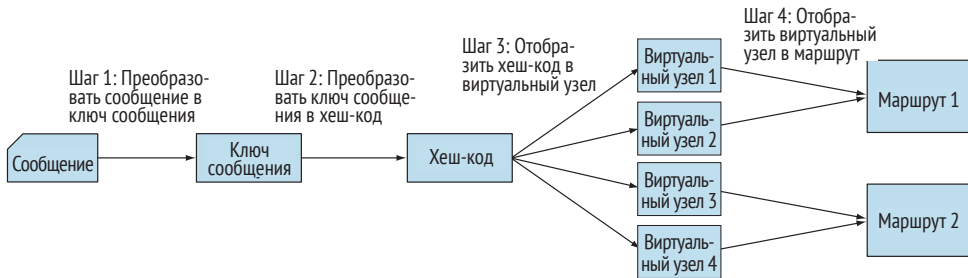 Шаг 1: Преобразо-
вать сообщение в
ключ сообщения
Шаг 2: Преобразо-
вать ключ сообще-
ния в хеш-код
Шаг 3: Отобра-
зить хеш-код в
виртуальный узел
Шаг 4: Отобра-
зить виртуальный
узел в маршрут
Сообщение
Ключ
сообщения
Хеш-код
Виртуаль-
ный узел 1
Виртуаль-
ный узел 2
Виртуаль-
ный узел 3
Виртуаль-
ный узел 4
Маршрут 1
Маршрут 2